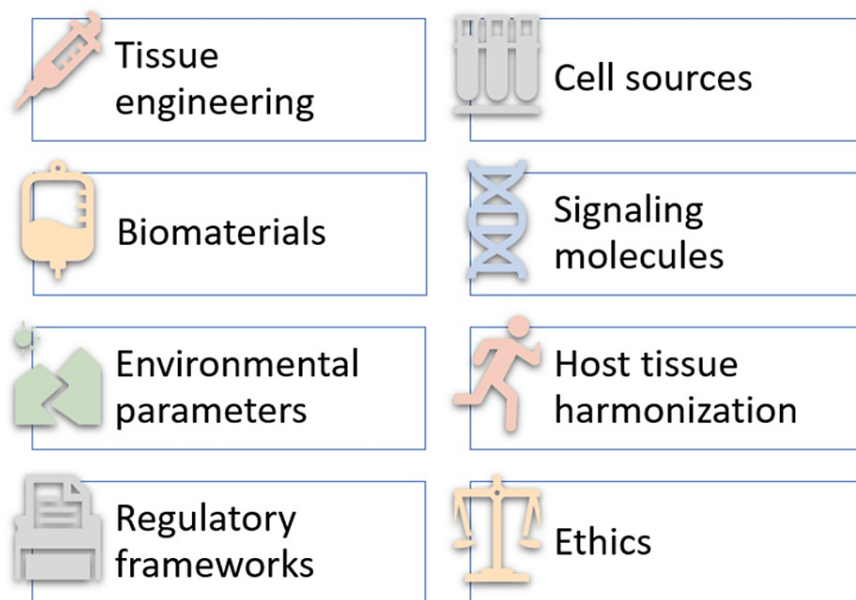 Tissue
engineering
Cell sources
Biomaterials
Signaling
molecules
Environmental
parameters
Host tissue
harmonization
Regulatory
frameworks
Ethics